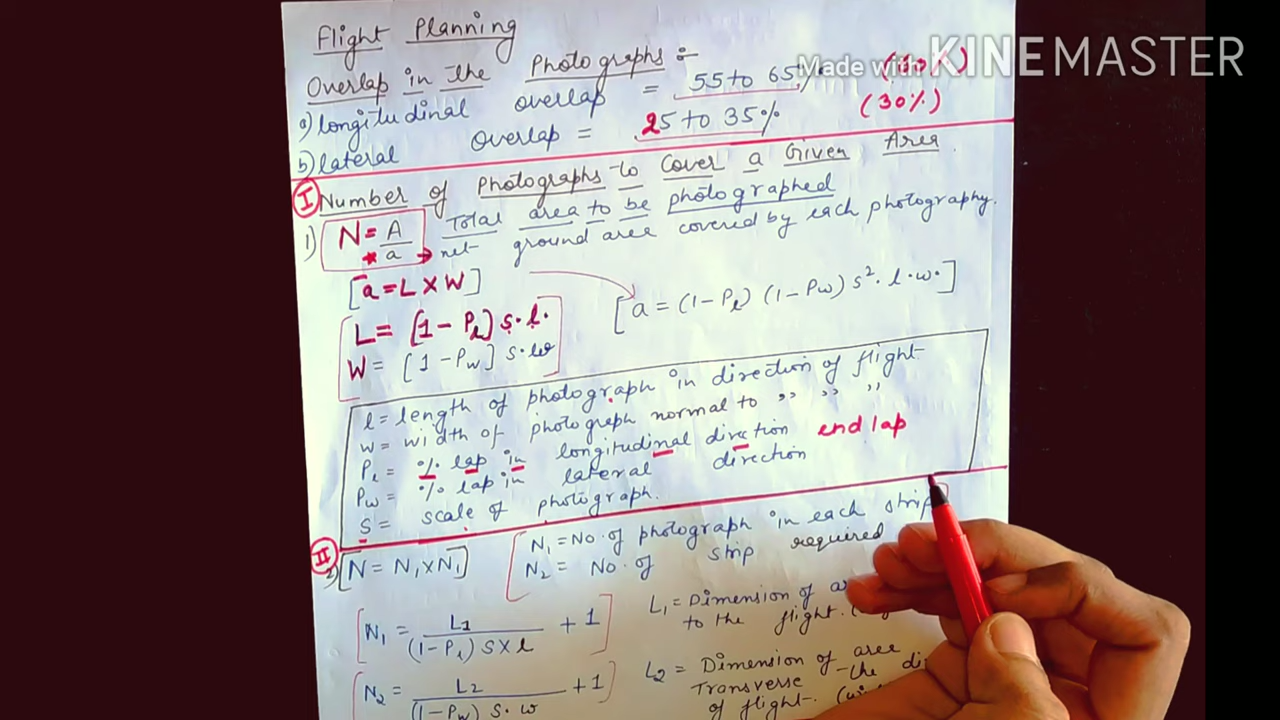 Flight Planning
Made with KINEMASTER
Overlap in the Photographs :-
a) longitudinal overlap = 55 to 65%
b) lateral overlap = 25 to 35% (30%)
I Number of Photographs to Cover a Given Area.
1) N = A/a Total area to be photographed
net ground area covered by each photography.
[a = L X W]
[a = (1-Pl) (1-Pw) s². l.w.]
L = [1-Pl) s.l.
W = [1-Pw] s.w
l = length of photograph in direction of flight
w = width of photograph normal to ,, ,, ,,
Pl = % lap in longitudinal direction endlap
Pw = % lap in lateral direction
S = scale of photograph.
II 2) [N = N₁ x N₁]
N₁ = No. of photograph in each strip
N₂ = No. of strip required
[N₁ = L1/(1-Pl) S x l + 1]
L₁ = Dimension of
to the flight.
[N₂ = L₂/(1-Pw) S. w + 1]
L₂ = Dimension of area
Transverse the
of flight.